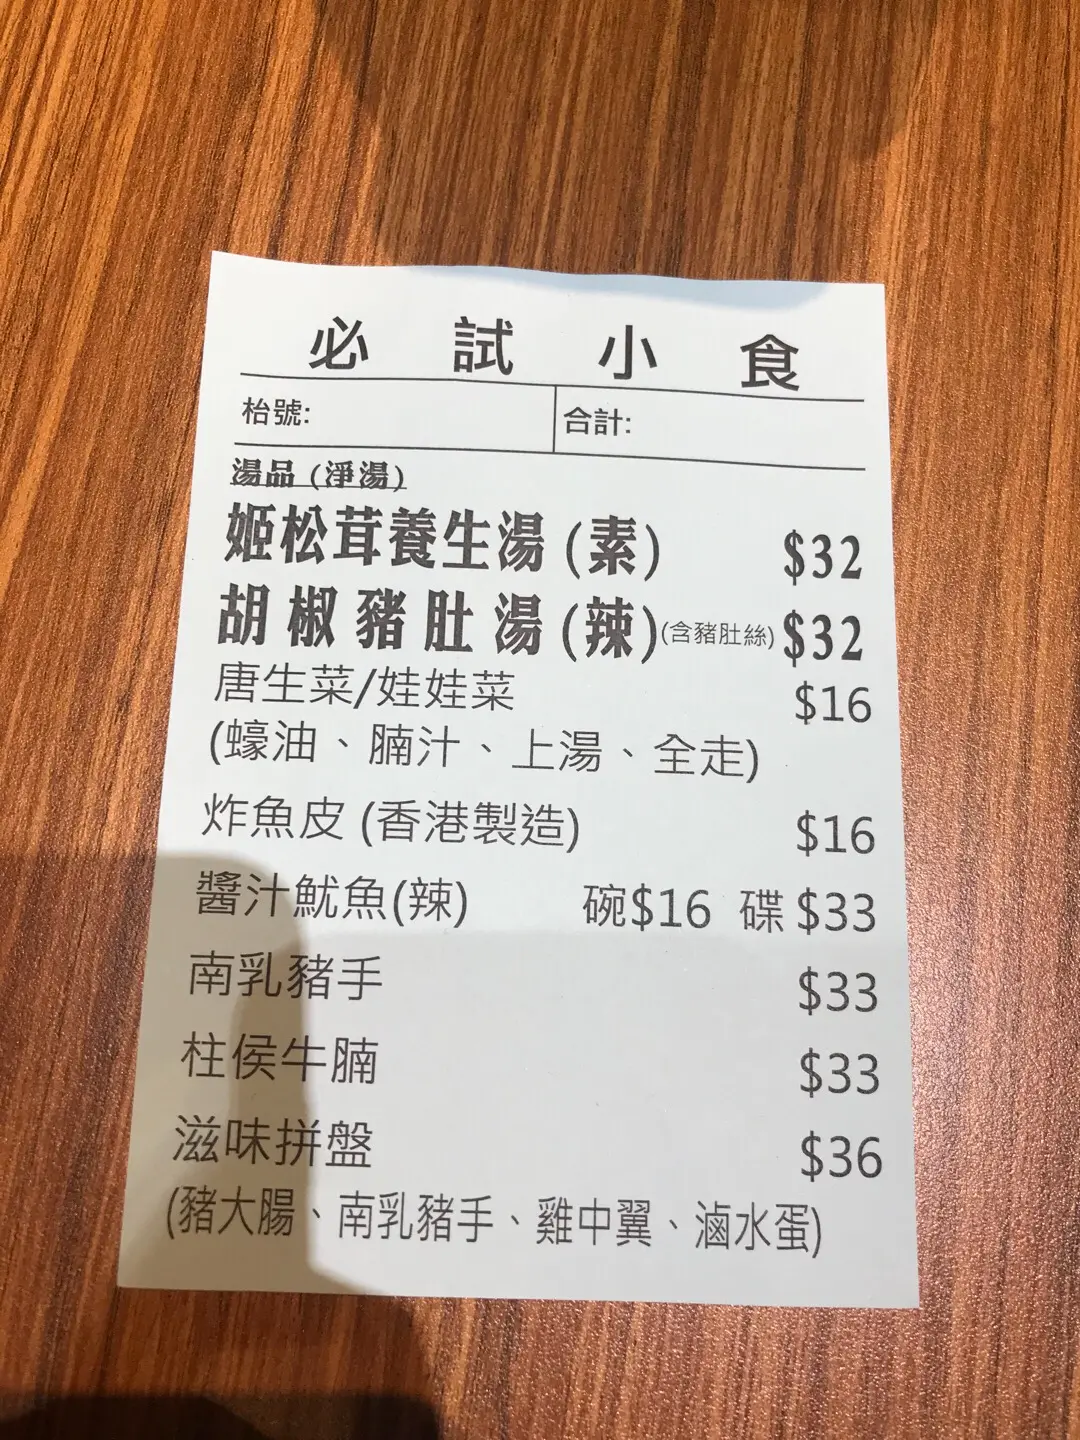 必試小食
枱號: 合計:
湯品 (淨湯)
姬松茸養生湯 (素) $32
胡椒豬肚湯 (辣) (含豬肚絲) $32
唐生菜/娃娃菜 $16
(蠔油、腩汁、上湯、全走)
炸魚皮 (香港製造) $16
醬汁魷魚(辣) 碗$16 碟 $33
南乳豬手 $33
柱侯牛腩 $33
滋味拼盤 $36
(豬大腸、南乳豬手、雞中翼、滷水蛋)